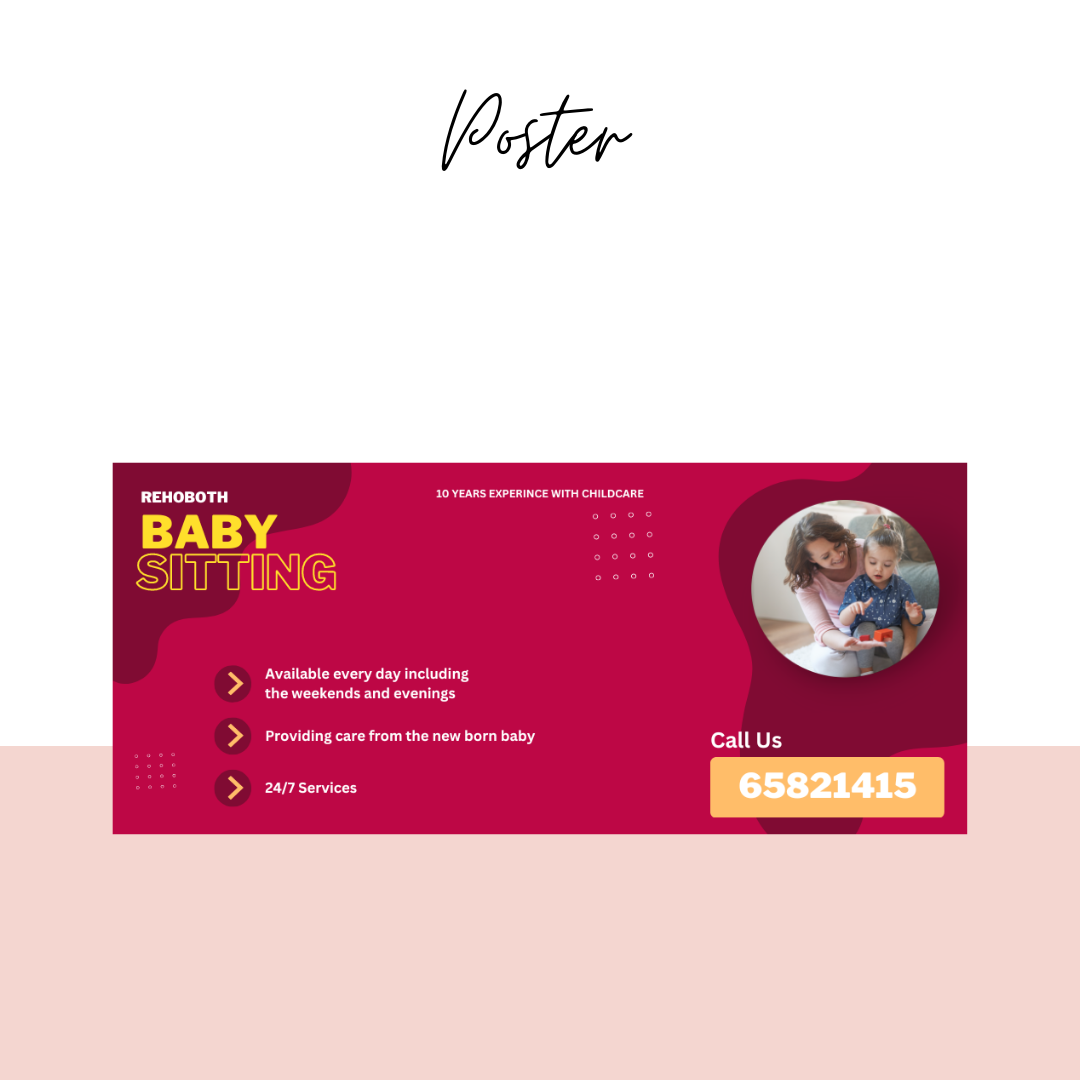 Poster
REHOBOTH
BABY
SITTING
10 YEARS EXPERINCE WITH CHILDCARE
Available every day including
the weekends and evenings
Providing care from the new born baby
24/7 Services
Call Us
65821415